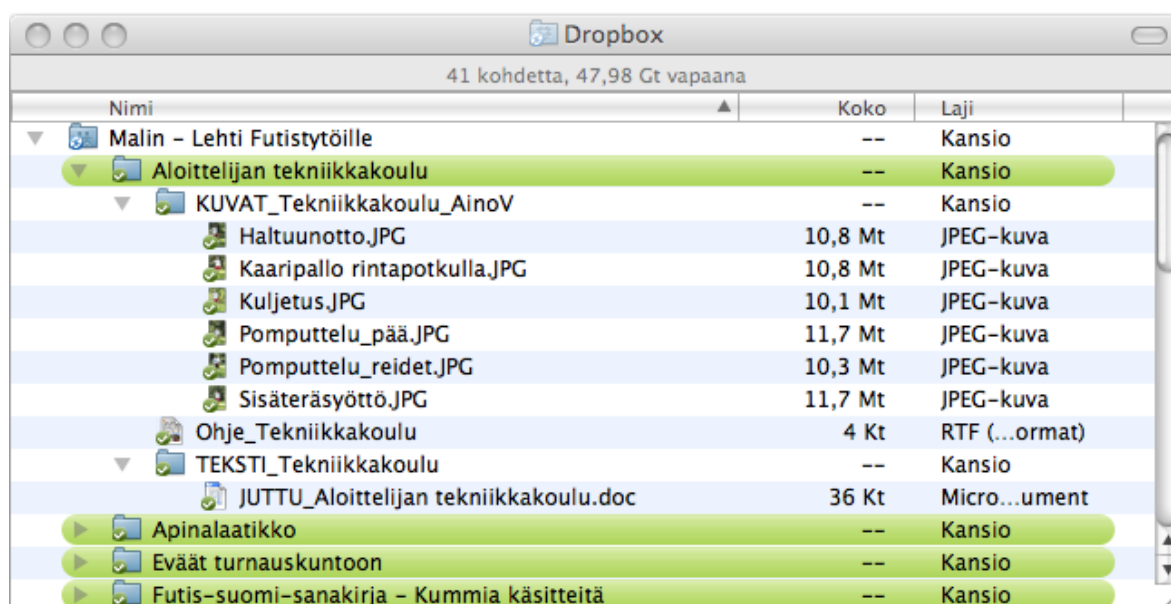 Dropbox
41 kohdetta, 47,98 Gt vapaana
Nimi Koko Laji
Malin – Lehti Futistytöille -- Kansio
Aloittelijan tekniikkakoulu -- Kansio
KUVAT_Tekniikkakoulu_AinoV -- Kansio
Haltuunotto.JPG 10,8 Mt JPEG-kuva
Kaaripallo rintapotkulla.JPG 10,8 Mt JPEG-kuva
Kuljetus.JPG 10,1 Mt JPEG-kuva
Pomputtelu_pää.JPG 11,7 Mt JPEG-kuva
Pomputtelu_reidet.JPG 10,3 Mt JPEG-kuva
Sisäteräsyöttö.JPG 11,7 Mt JPEG-kuva
Ohje_Tekniikkakoulu 4 Kt RTF (...ormat)
TEKSTI_Tekniikkakoulu -- Kansio
JUTTU_Aloittelijan tekniikkakoulu.doc 36 Kt Micro...ument
Apinalaatikko -- Kansio
Eväät turnauskuntoon -- Kansio
Futis-suomi-sanakirja – Kummia käsitteitä -- Kansio